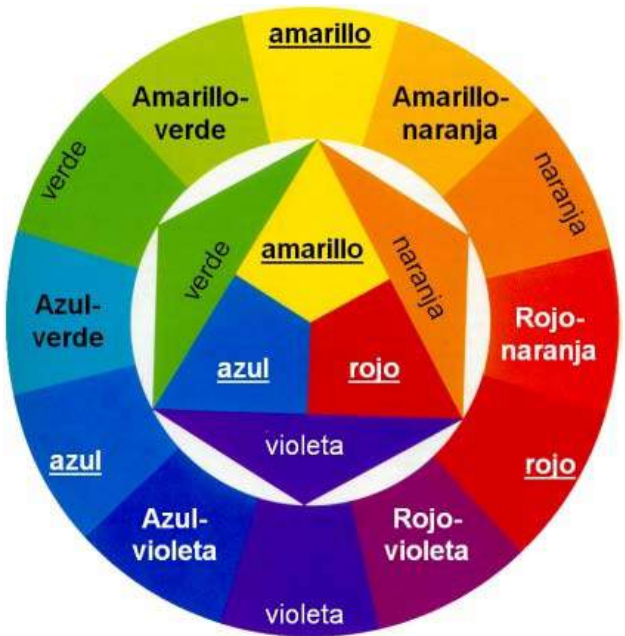 amarillo
Amarillo-
naranja
naranja
Rojo-
naranja
rojo
Rojo-
violeta
violeta
Azul-
violeta
azul
Azul-
verde
verde
Amarillo-
verde
amarillo
verde
naranja
azul
rojo
violeta